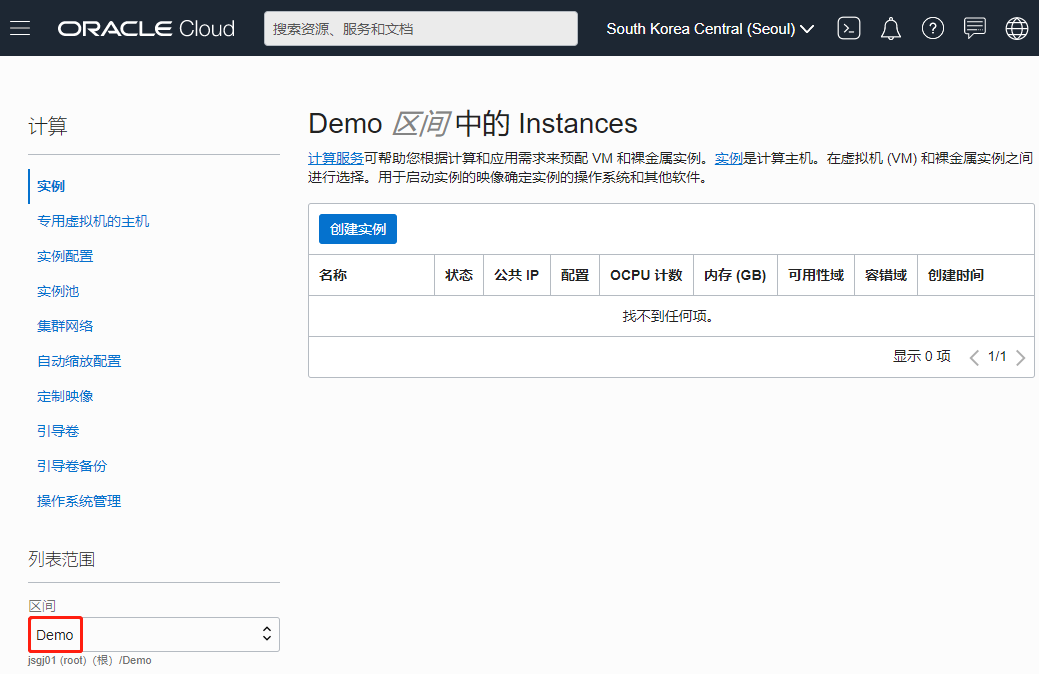 ORACLE Cloud
搜索资源、服务和文档
South Korea Central (Seoul)
计算
实例
专用虚拟机的主机
实例配置
实例池
集群网络
自动缩放配置
定制映像
引导卷
引导卷备份
操作系统管理
列表范围
区间
Demo
jsgj01 (root)（根）/Demo
Demo 区间 中的 Instances
计算服务可帮助您根据计算和应用需求来预配 VM 和裸金属实例。实例是计算主机。在虚拟机 (VM) 和裸金属实例之间
进行选择。用于启动实例的映像确定实例的操作系统和其他软件。
创建实例
名称 状态 公共 IP 配置 OCPU 计数 内存 (GB) 可用性域 容错域 创建时间
找不到任何项。
显示 0 项 1/1